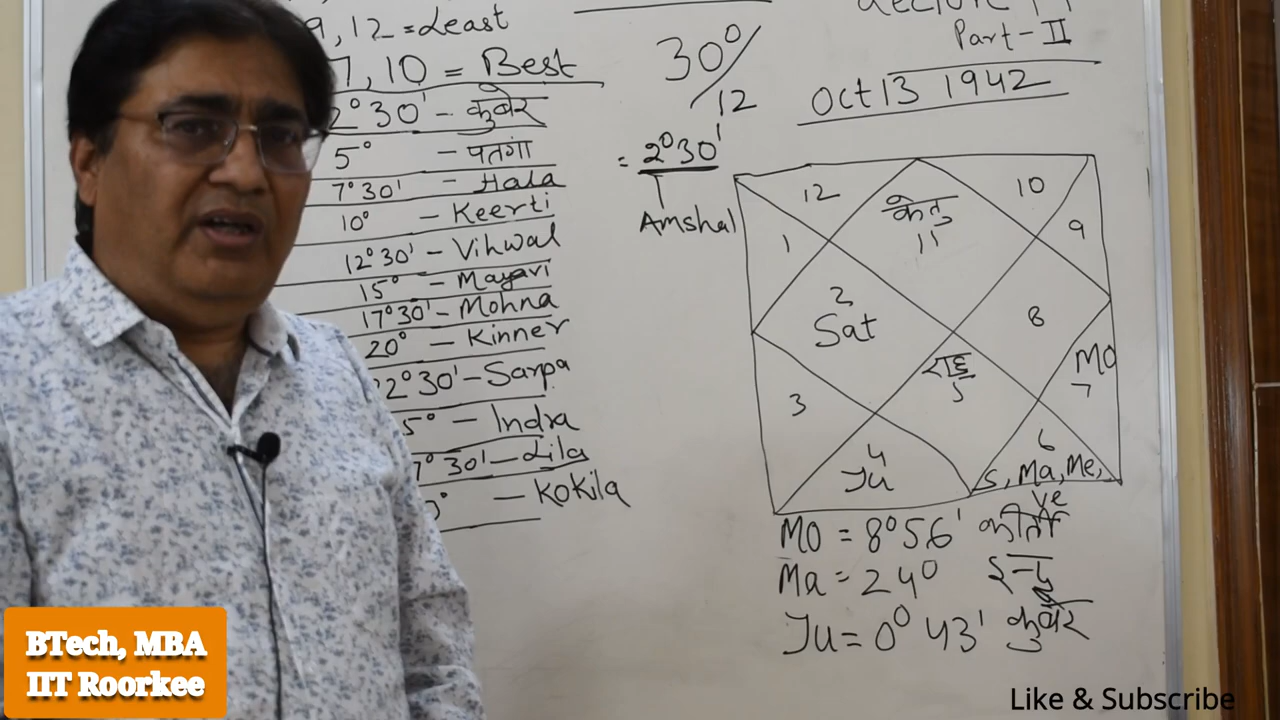 9, 12 = Least
7, 10 = Best
2°30' - कुबेर
5° - पतंगा
7°30' - Hala
10° - Keerti
12°30' - Vihwal
15° - Mayavi
17°30' - Mohna
20° - Kinner
22°30' - Sarpa
5° - Indra
7°30' - Lila
0° - KoKila
30°/12
= 2°30'
Amsha
Part - II
Oct 13 1942
12
केतु
11
10
1
9
2
Sat
8
राहु
5
Mo
7
3
4
Ju
6
S, Ma, Me,
Ve
Mo = 8°56' कीर्ति
Ma = 24° इन्द्र
Ju = 0°43' कुबेर
BTech, MBA
IIT Roorkee
Like & Subscribe